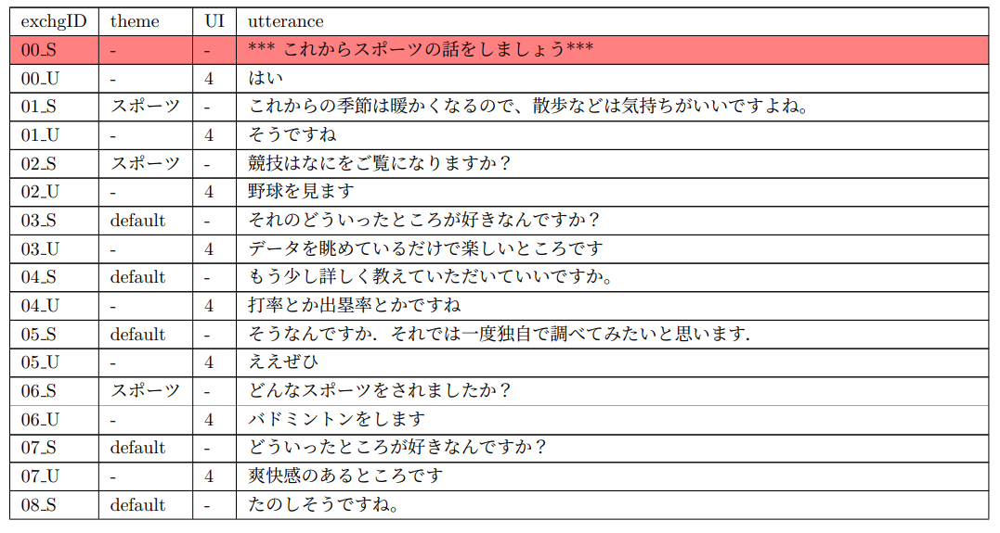 exchgID theme UI utterance
00_S - - *** これからスポーツの話をしましょう***
00_U - 4 はい
01_S スポーツ - これからの季節は暖かくなるので、散歩などは気持ちがいいですよね。
01_U - 4 そうですね
02_S スポーツ - 競技はなにをご覧になりますか？
02_U - 4 野球を見ます
03_S default - それのどういったところが好きなんですか？
03_U - 4 データを眺めているだけで楽しいところです
04_S default - もう少し詳しく教えていただいていいですか。
04_U - 4 打率とか出塁率とかですね
05_S default - そうなんですか．それでは一度独自で調べてみたいと思います．
05_U - 4 ええぜひ
06_S スポーツ - どんなスポーツをされましたか？
06_U - 4 バドミントンをします
07_S default - どういったところが好きなんですか？
07_U - 4 爽快感のあるところです
08_S default - たのしそうですね。